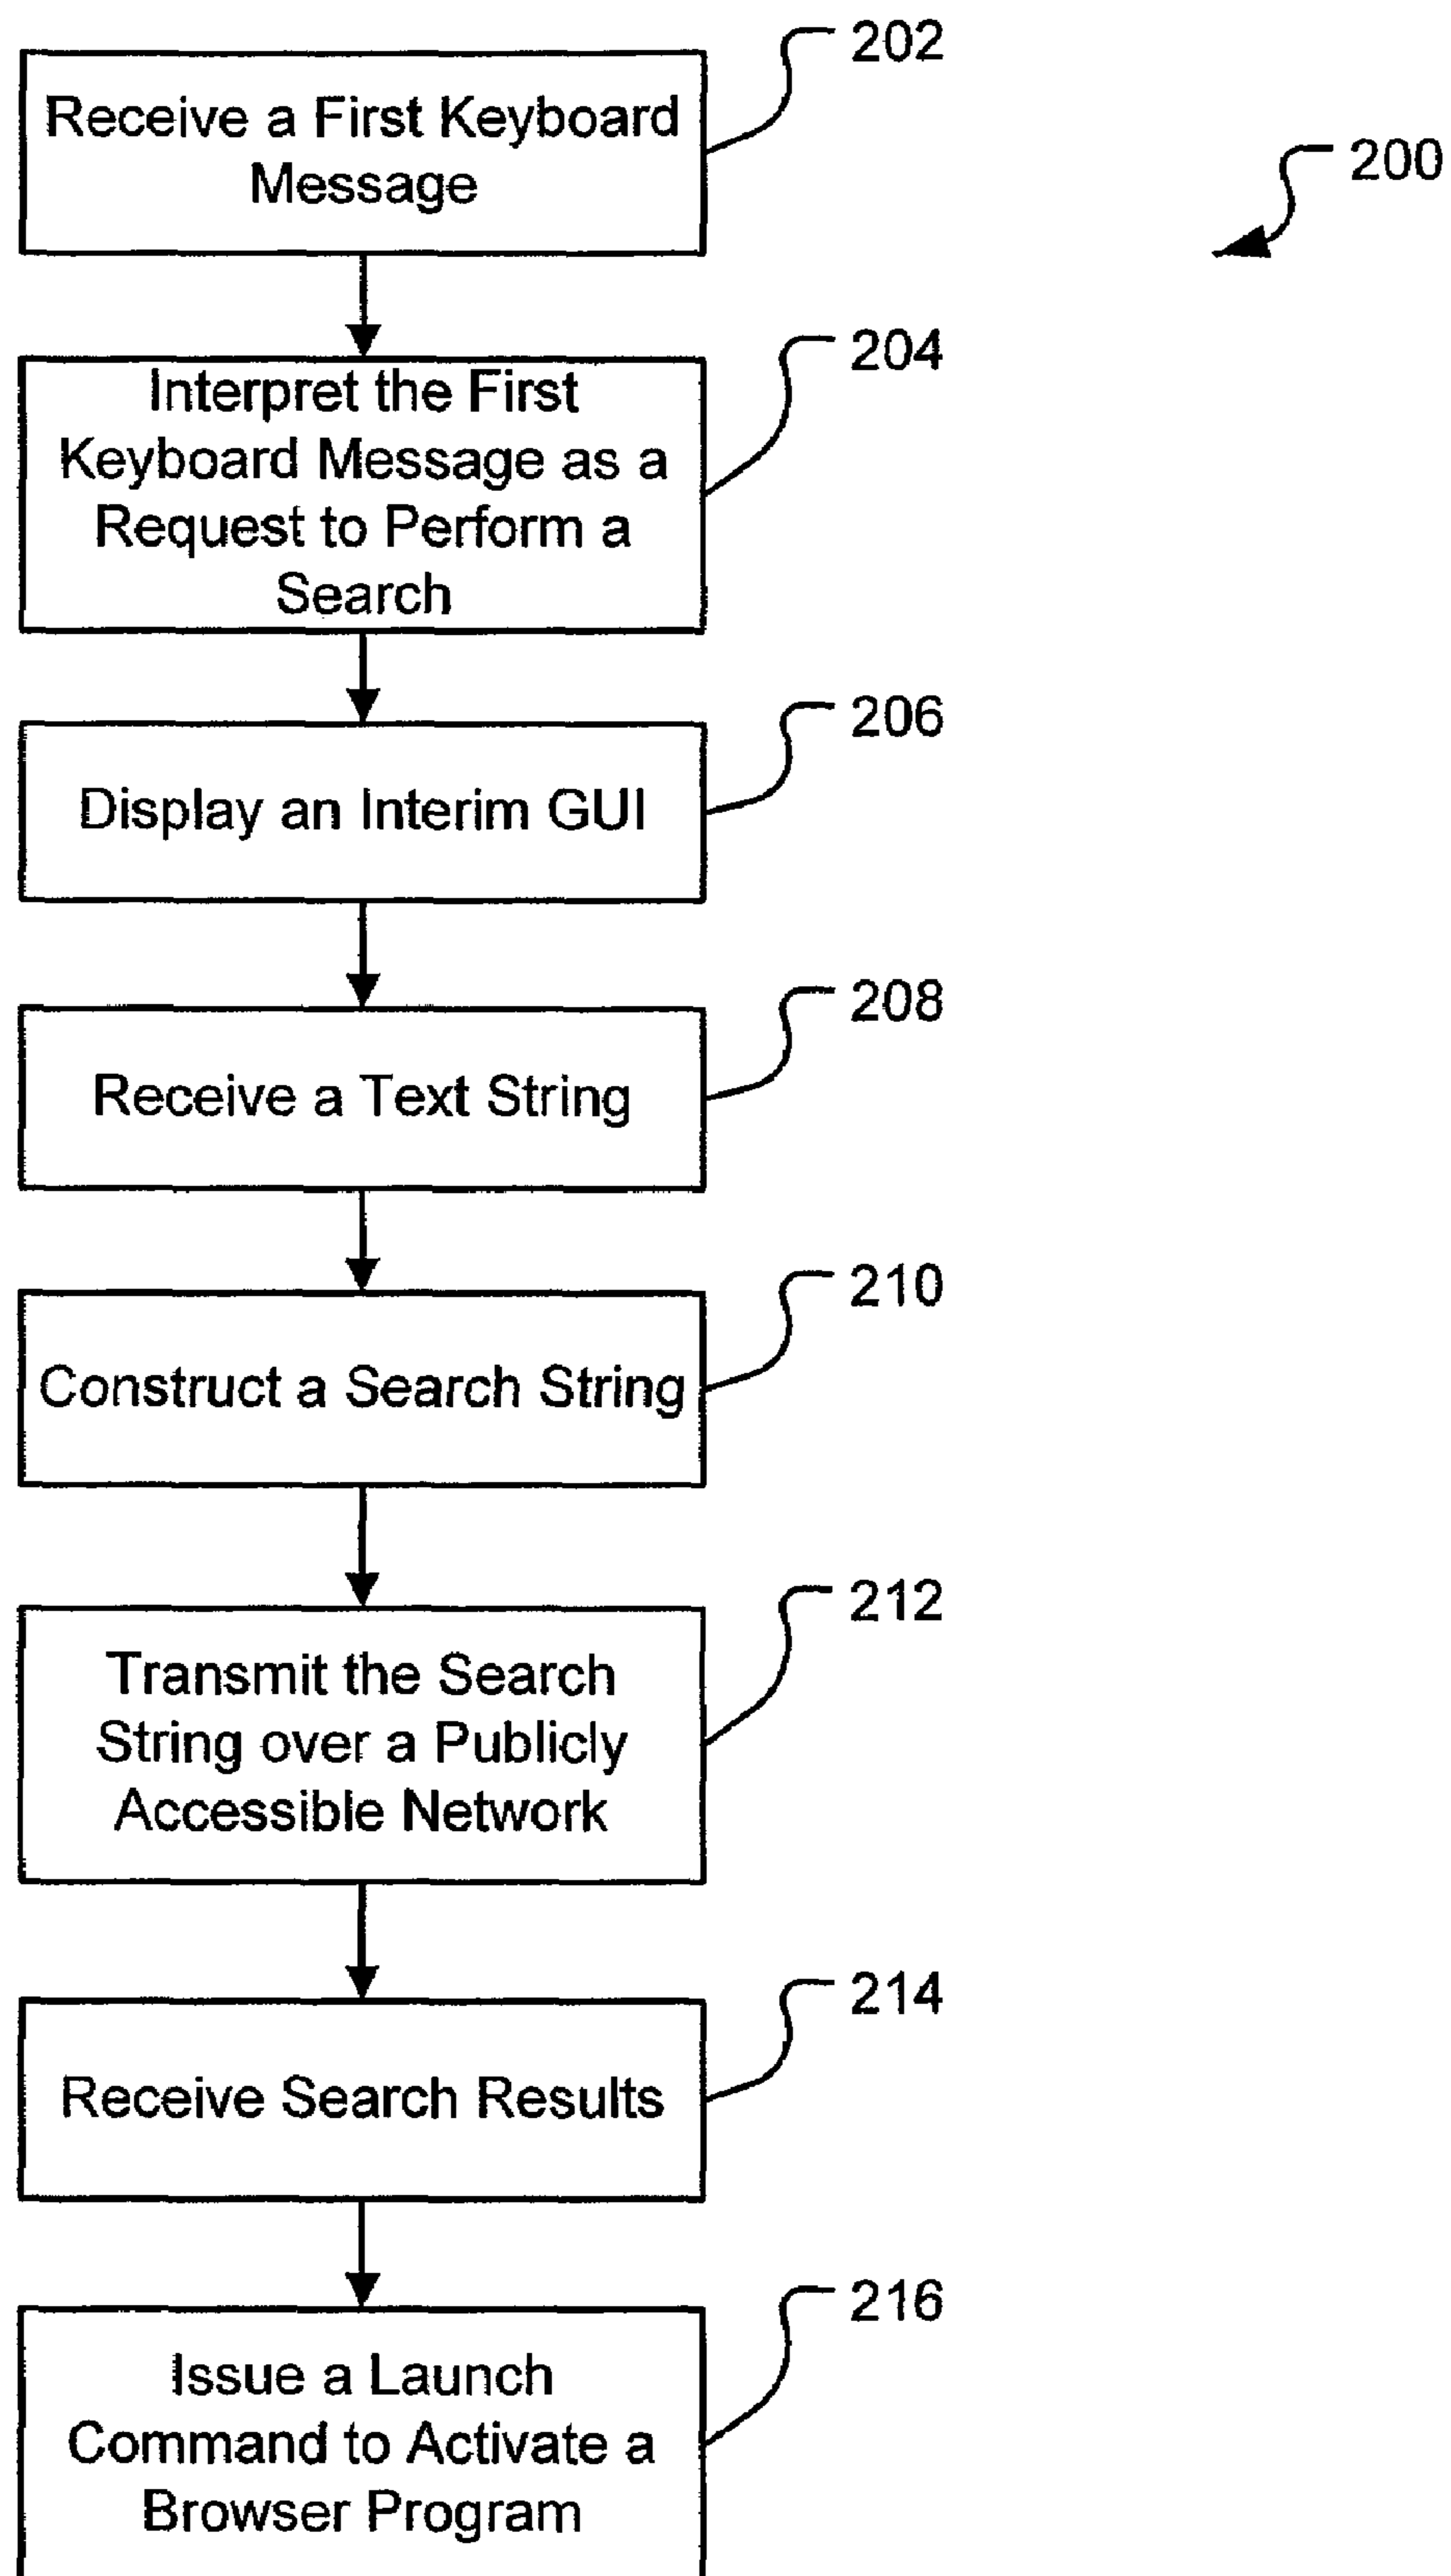 202
Receive a First Keyboard
Message
200
204
Interpret the First
Keyboard Message as a
Request to Perform a
Search
206
Display an Interim GUI
208
Receive a Text String
210
Construct a Search String
212
Transmit the Search
String over a Publicly
Accessible Network
214
Receive Search Results
216
Issue a Launch
Command to Activate a
Browser Program